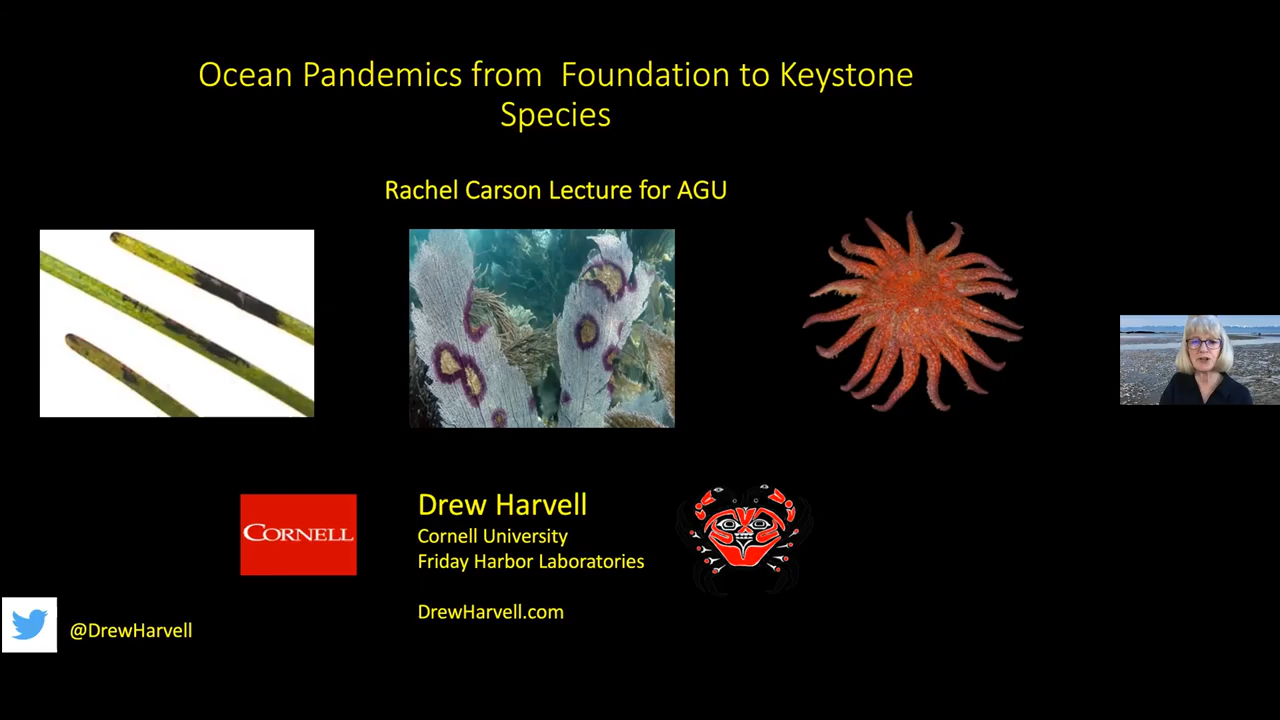 Ocean Pandemics from  Foundation to Keystone
Species
Rachel Carson Lecture for AGU
CORNELL
Drew Harvell
Cornell University
Friday Harbor Laboratories
DrewHarvell.com
@DrewHarvell